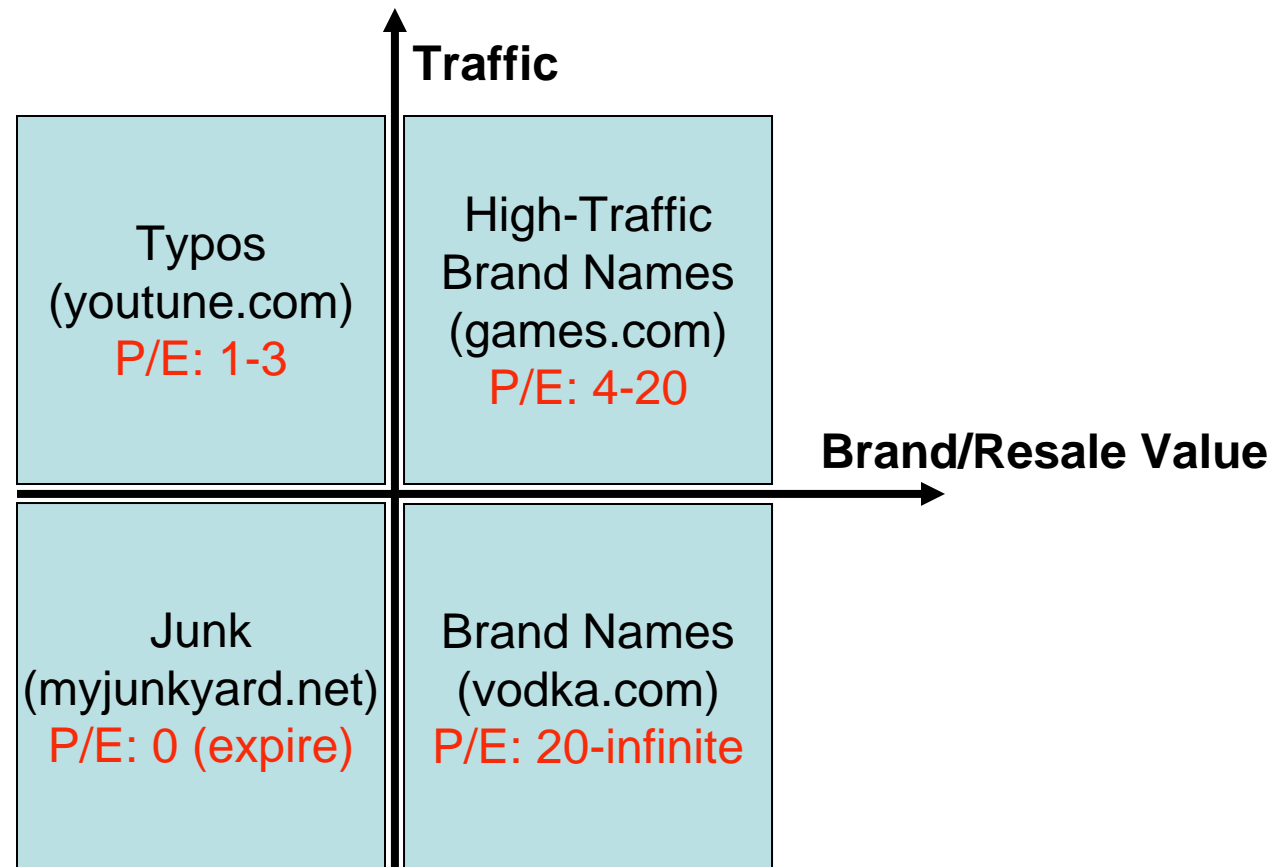 Traffic
Typos
(youtune.com)
P/E: 1-3
High-Traffic
Brand Names
(games.com)
P/E: 4-20
Brand/Resale Value
Junk
(myjunkyard.net)
P/E: 0 (expire)
Brand Names
(vodka.com)
P/E: 20-infinite